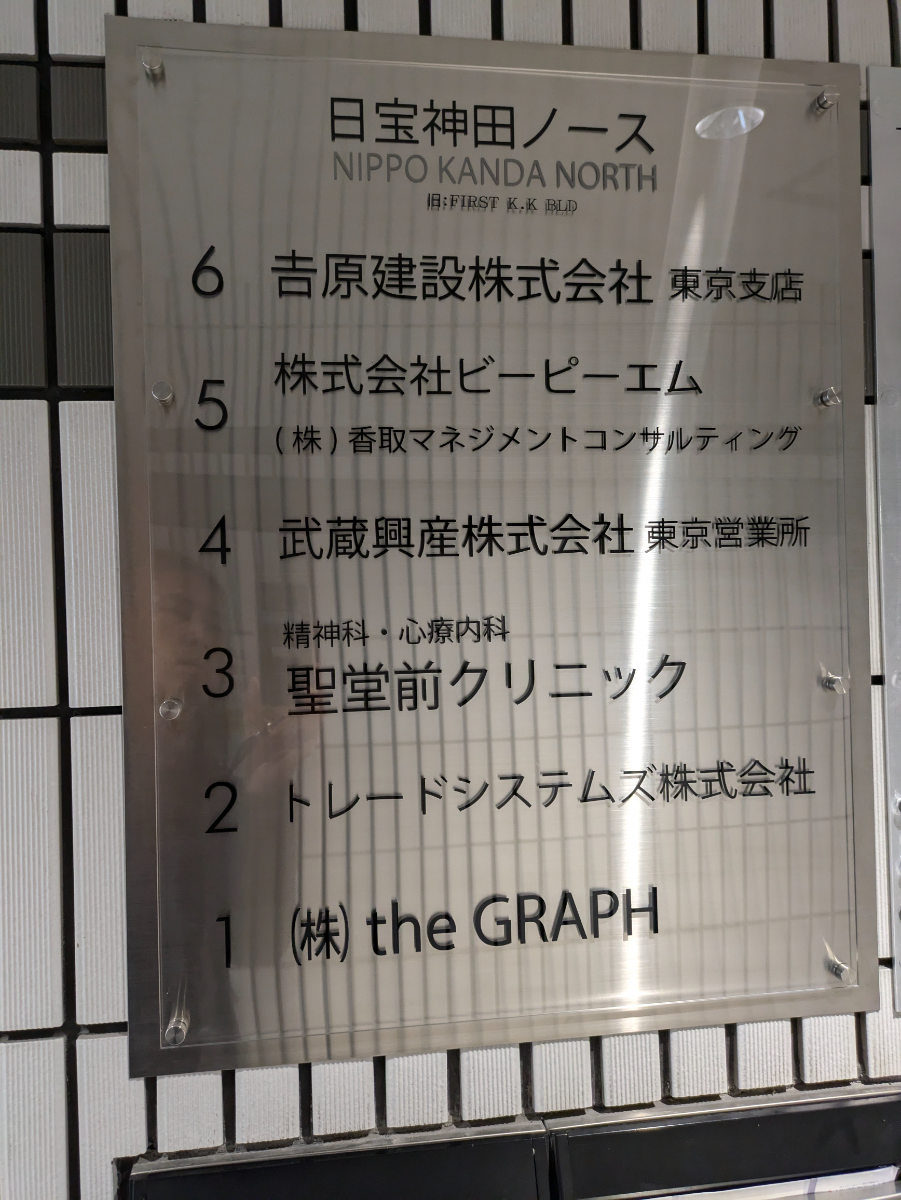 日宝神田ノース
NIPPO KANDA NORTH
旧:FIRST K.K BLD
6 𠮷原建設株式会社 東京支店
5 株式会社ビーピーエム
(株)香取マネジメントコンサルティング
4 武蔵興産株式会社 東京営業所
精神科・心療内科
3 聖堂前クリニック
2 トレードシステムズ株式会社
1 ㈱ the GRAPH